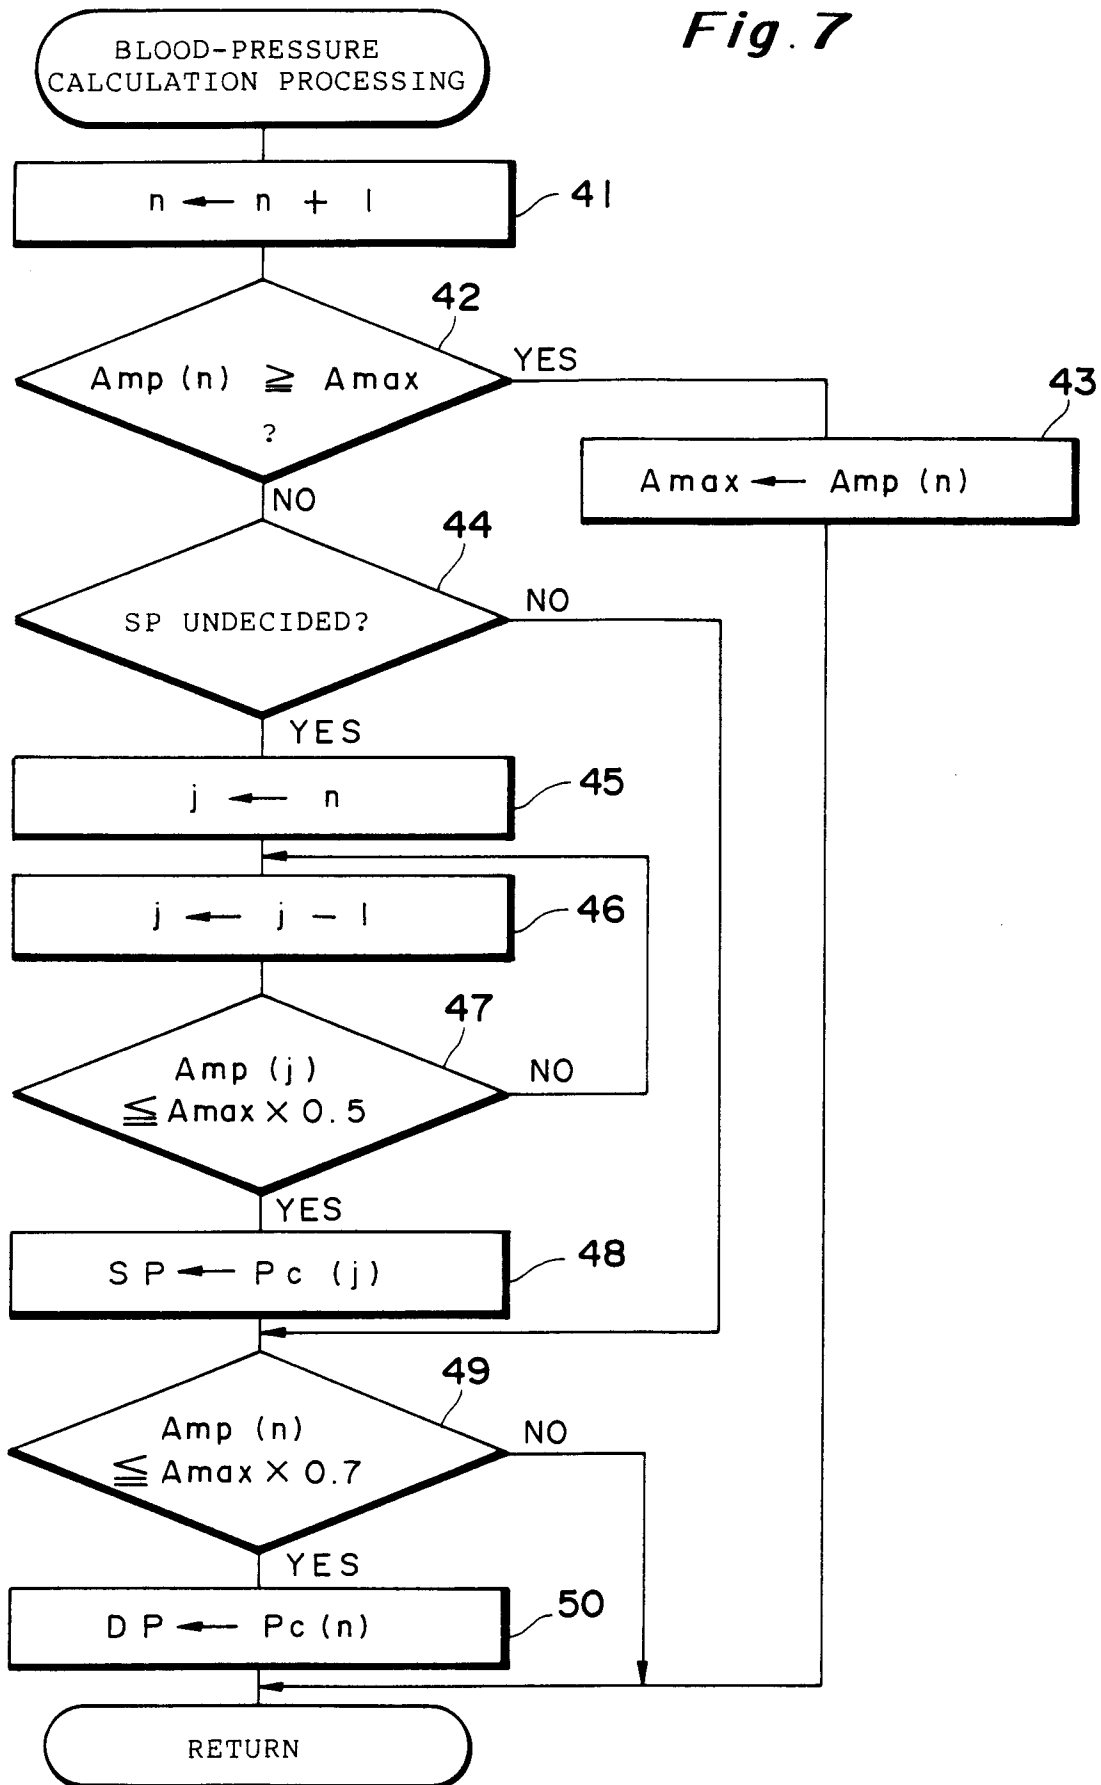 Fig. 7
BLOOD-PRESSURE
CALCULATION PROCESSING
n ← n + 1
41
42
Amp (n) ≧ Amax
?
YES
NO
43
Amax ← Amp (n)
44
SP UNDECIDED?
NO
YES
j ← n
45
j ← j - 1
46
47
Amp (j)
≦ Amax × 0.5
NO
YES
SP ← Pc (j)
48
49
Amp (n)
≦ Amax × 0.7
NO
YES
DP ← Pc (n)
50
RETURN